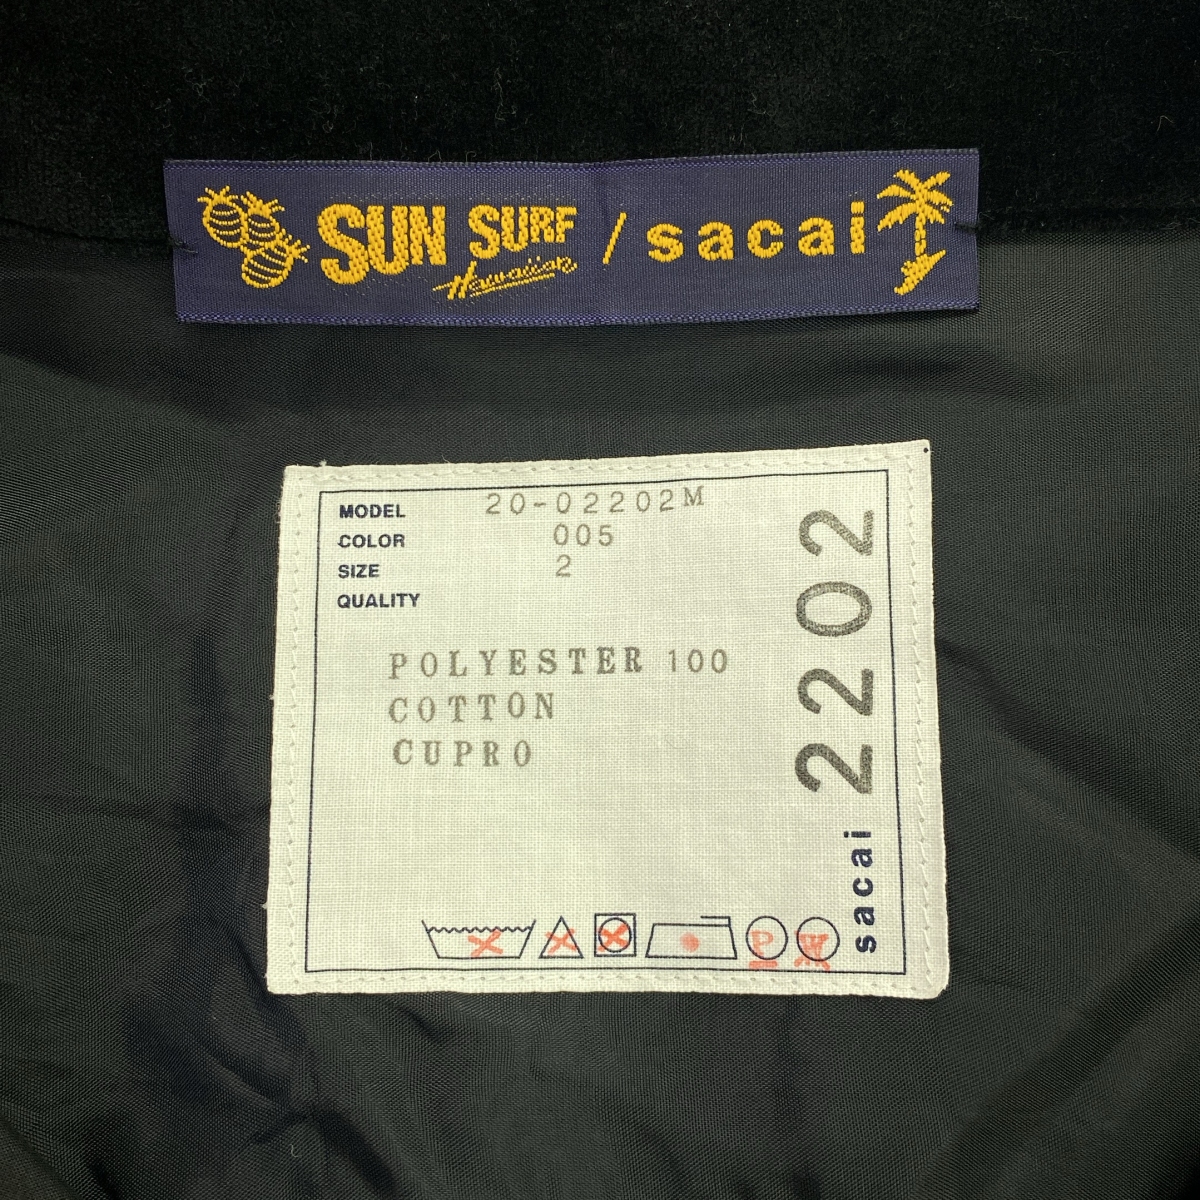 SUN SURF / sacai
Hawaiian
MODEL 20-02202M
COLOR 005
SIZE 2
QUALITY
POLYESTER 100
COTTON
CUPRO
P W
sacai 2202